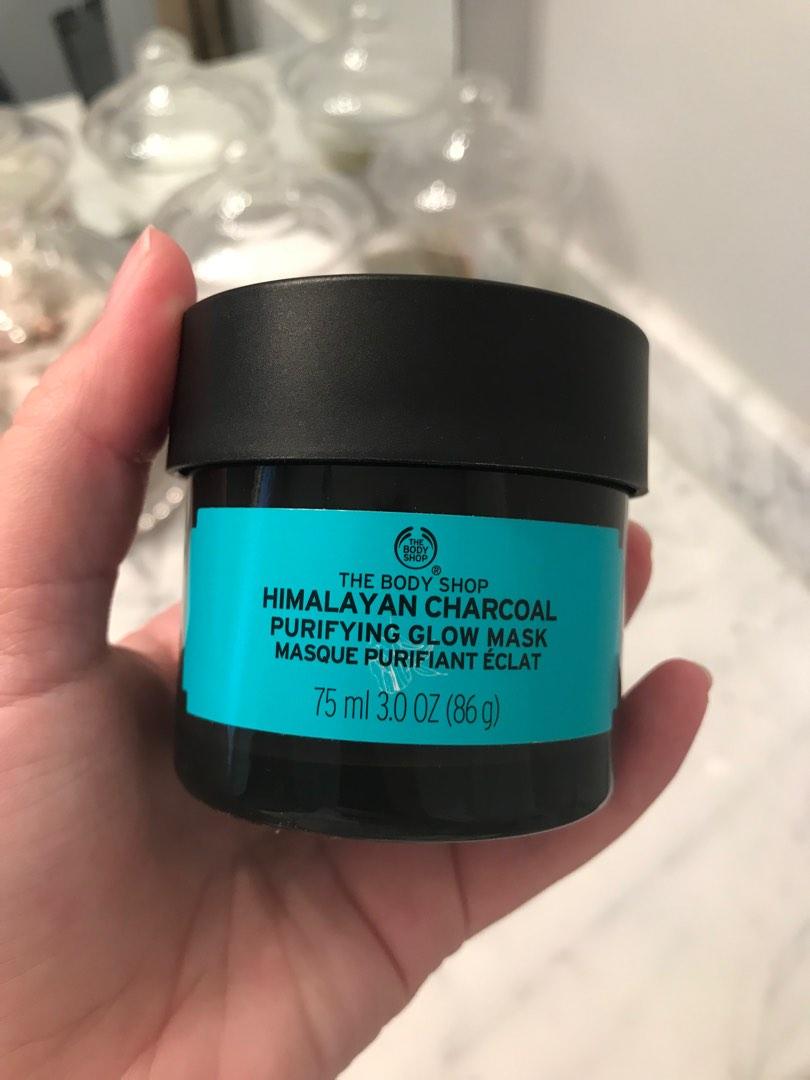 THE
BODY
SHOP
®
THE BODY SHOP
HIMALAYAN CHARCOAL
PURIFYING GLOW MASK
MASQUE PURIFIANT ÉCLAT
75 ml 3.0 OZ (86 g)